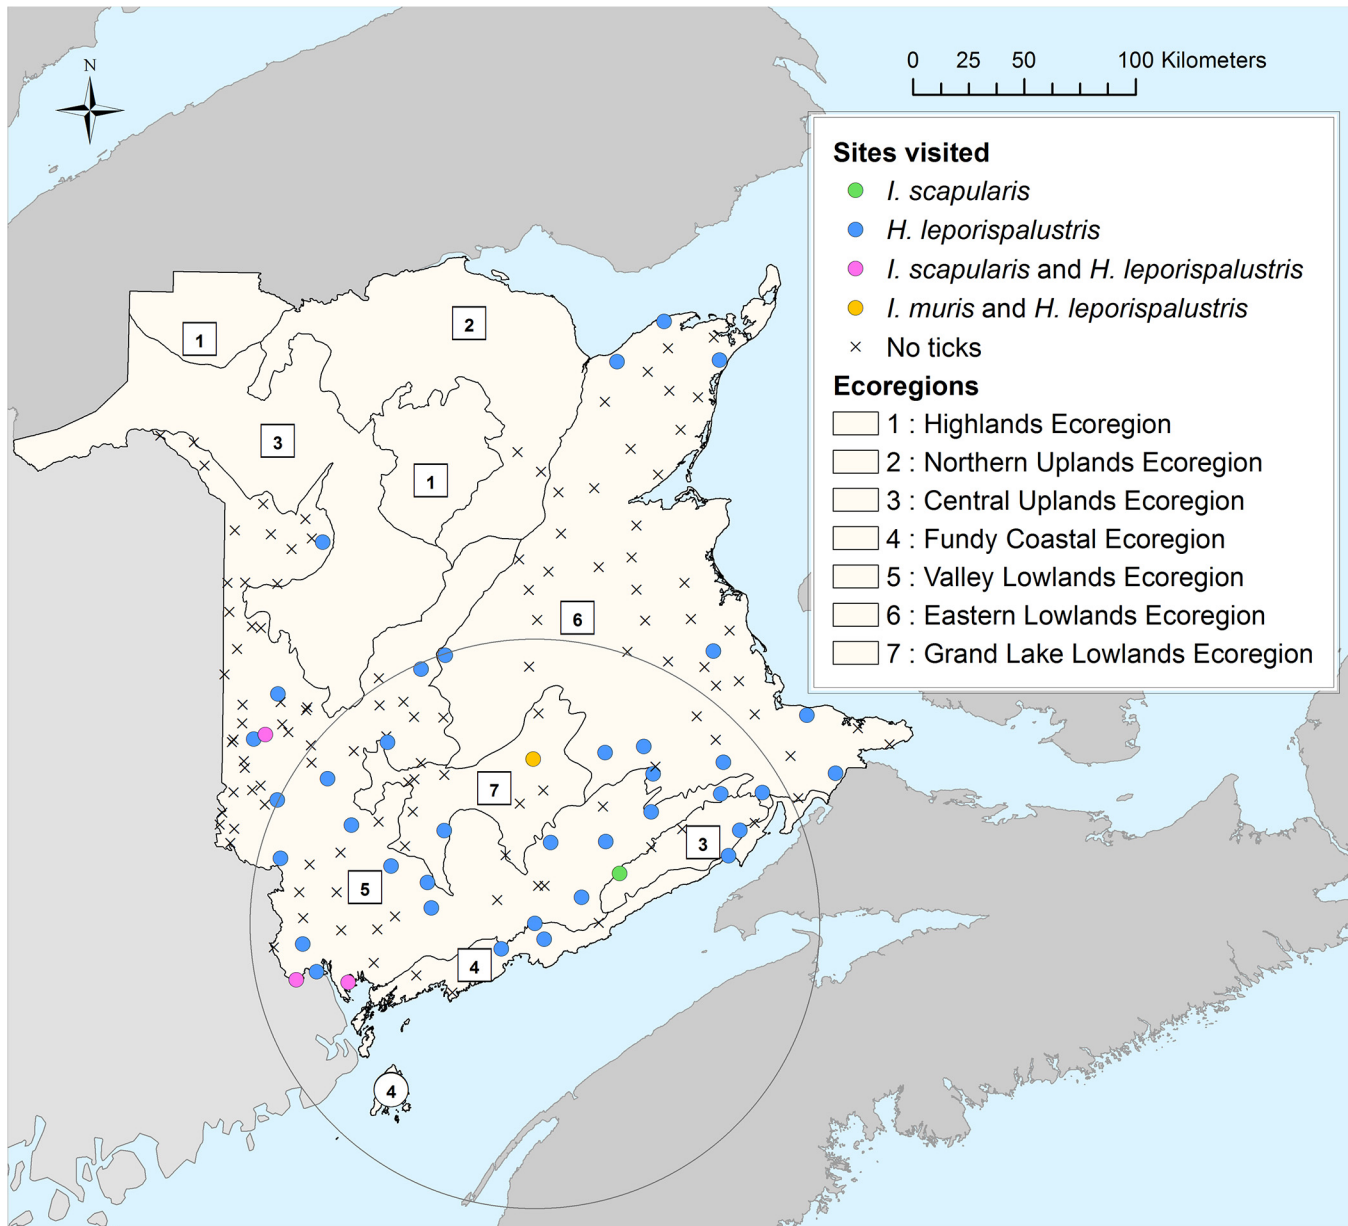 N
0 25 50 100 Kilometers
Sites visited
I. scapularis
H. leporispalustris
I. scapularis and H. leporispalustris
I. muris and H. leporispalustris
No ticks
Ecoregions
1 : Highlands Ecoregion
2 : Northern Uplands Ecoregion
3 : Central Uplands Ecoregion
4 : Fundy Coastal Ecoregion
5 : Valley Lowlands Ecoregion
6 : Eastern Lowlands Ecoregion
7 : Grand Lake Lowlands Ecoregion
2
1
3
1
6
7
3
5
4
4